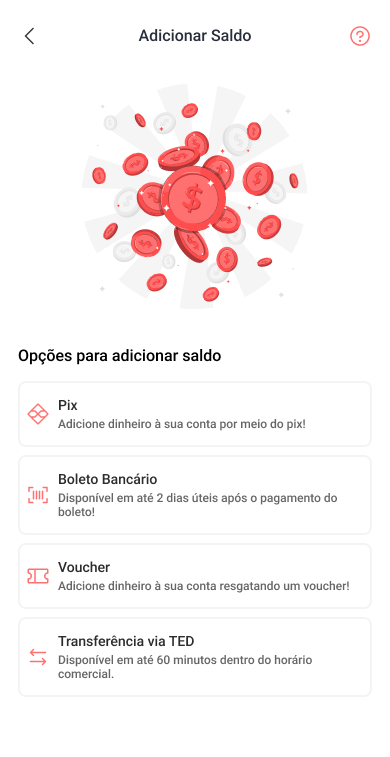 Adicionar Saldo
Opções para adicionar saldo
Pix
Adicione dinheiro à sua conta por meio do pix!
Boleto Bancário
Disponível em até 2 dias úteis após o pagamento do
boleto!
Voucher
Adicione dinheiro à sua conta resgatando um voucher!
Transferência via TED
Disponível em até 60 minutos dentro do horário
comercial.